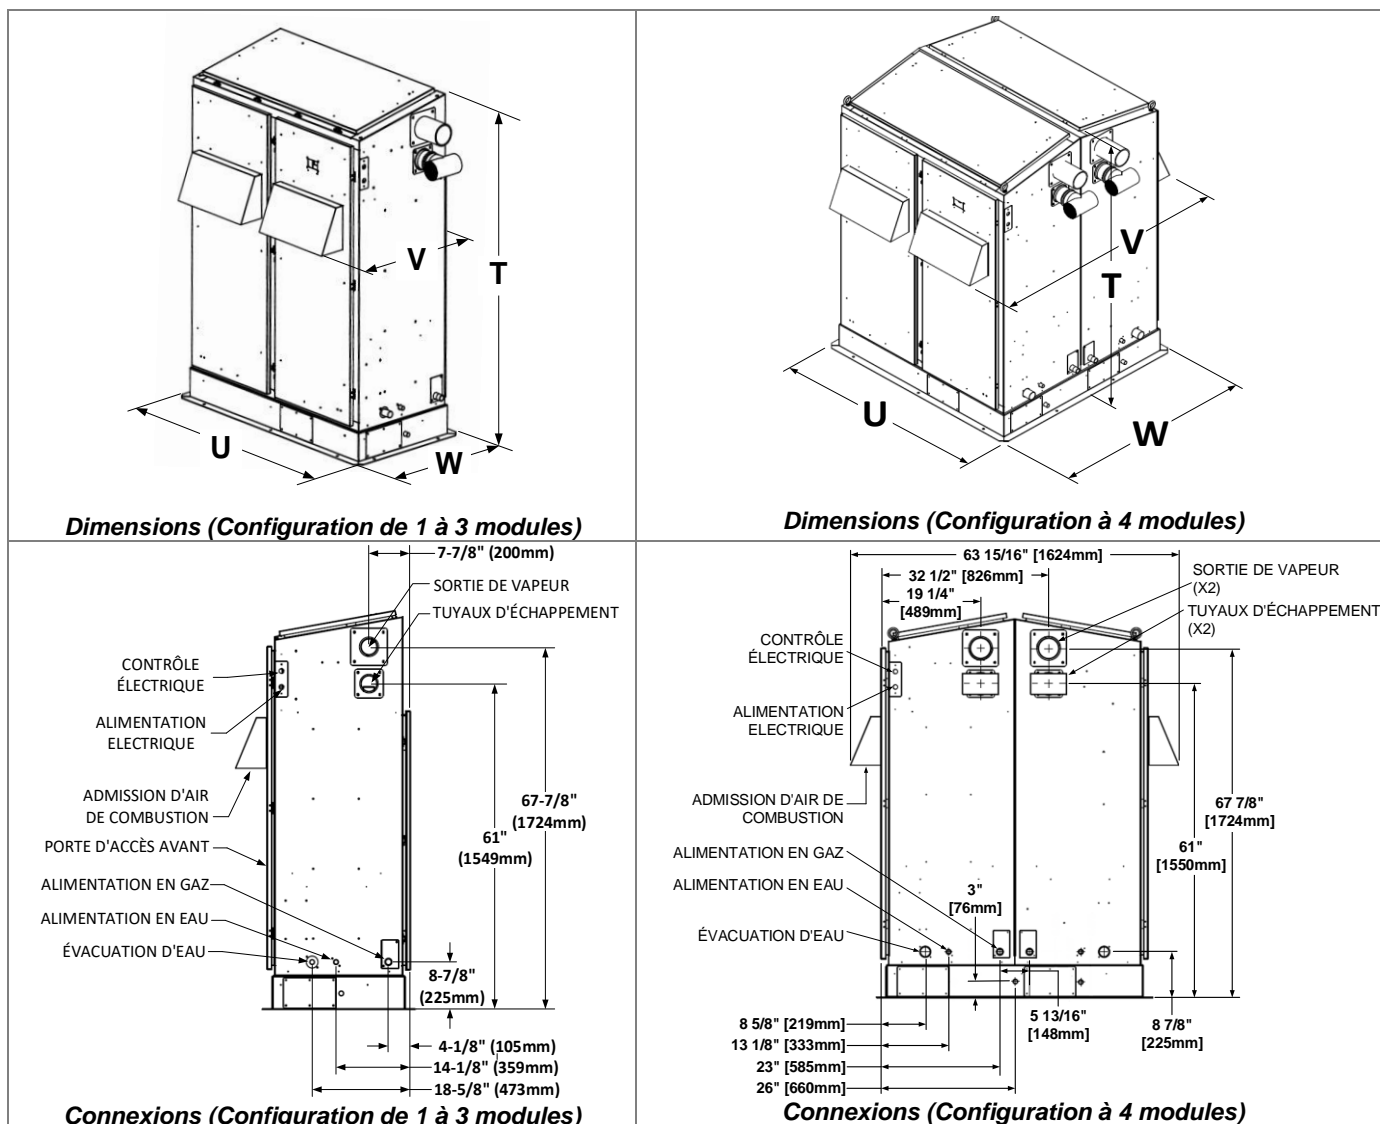 V
T
U
W
Dimensions (Configuration de 1 à 3 modules)
V
T
U
W
Dimensions (Configuration à 4 modules)
7-7/8" (200mm)
SORTIE DE VAPEUR
TUYAUX D'ÉCHAPPEMENT
CONTRÔLE
ÉLECTRIQUE
ALIMENTATION
ELECTRIQUE
ADMISSION D'AIR
DE COMBUSTION
PORTE D'ACCÈS AVANT
ALIMENTATION EN GAZ
ALIMENTATION EN EAU
ÉVACUATION D'EAU
67-7/8"
(1724mm)
61"
(1549mm)
8-7/8"
(225mm)
4-1/8" (105mm)
14-1/8" (359mm)
18-5/8" (473mm)
Connexions (Configuration de 1 à 3 modules)
63 15/16" [1624mm]
32 1/2" [826mm]
19 1/4"
[489mm]
SORTIE DE VAPEUR
(X2)
TUYAUX D'ÉCHAPPEMENT
(X2)
CONTRÔLE
ÉLECTRIQUE
ALIMENTATION
ELECTRIQUE
ADMISSION D'AIR DE
COMBUSTION
ALIMENTATION EN GAZ
ALIMENTATION EN EAU
ÉVACUATION D'EAU
3"
[76mm]
67 7/8"
[1724mm]
61"
[1550mm]
5 13/16"
[148mm]
8 7/8"
[225mm]
8 5/8" [219mm]
13 1/8" [333mm]
23" [585mm]
26" [660mm]
Connexions (Configuration à 4 modules)